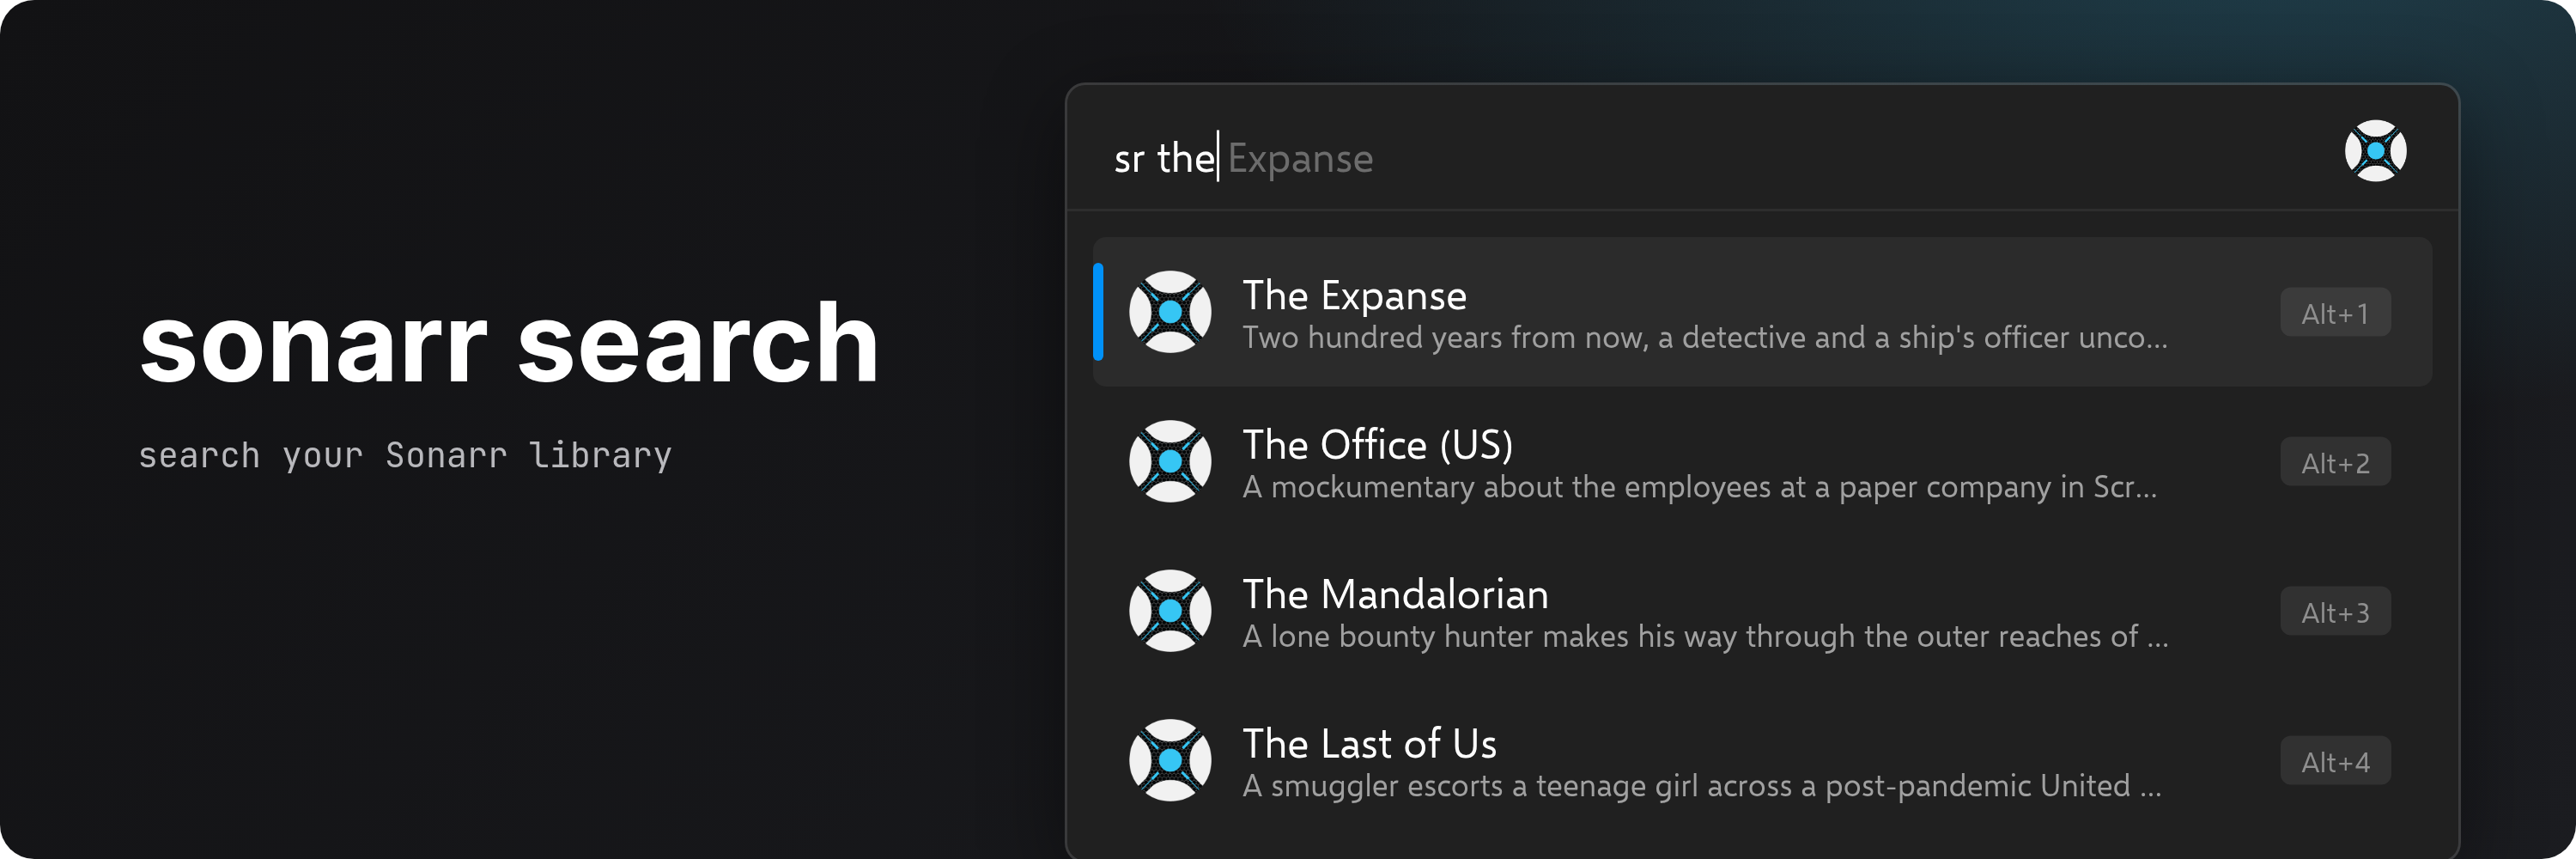 sonarr search
search your Sonarr library
sr the Expanse
The Expanse
Two hundred years from now, a detective and a ship's officer unco...
Alt+1
The Office (US)
A mockumentary about the employees at a paper company in Scr...
Alt+2
The Mandalorian
A lone bounty hunter makes his way through the outer reaches of ...
Alt+3
The Last of Us
A smuggler escorts a teenage girl across a post-pandemic United ...
Alt+4